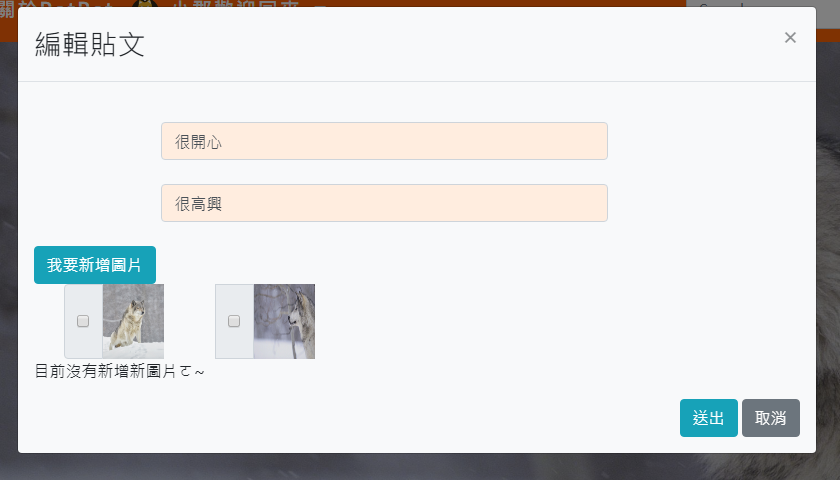 編輯貼文
×
很開心
很高興
我要新增圖片
目前沒有新增新圖片ㄛ~
送出 取消